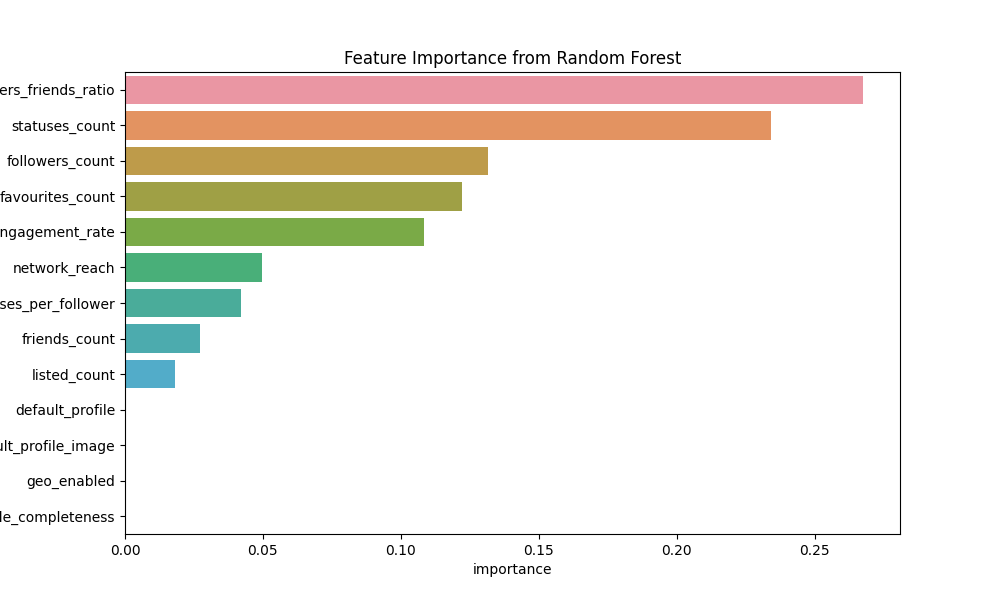 Feature Importance from Random Forest
ers_friends_ratio
statuses_count
followers_count
favourites_count
ngagement_rate
network_reach
ses_per_follower
friends_count
listed_count
default_profile
ult_profile_image
geo_enabled
le_completeness
0.00 0.05 0.10 0.15 0.20 0.25
importance